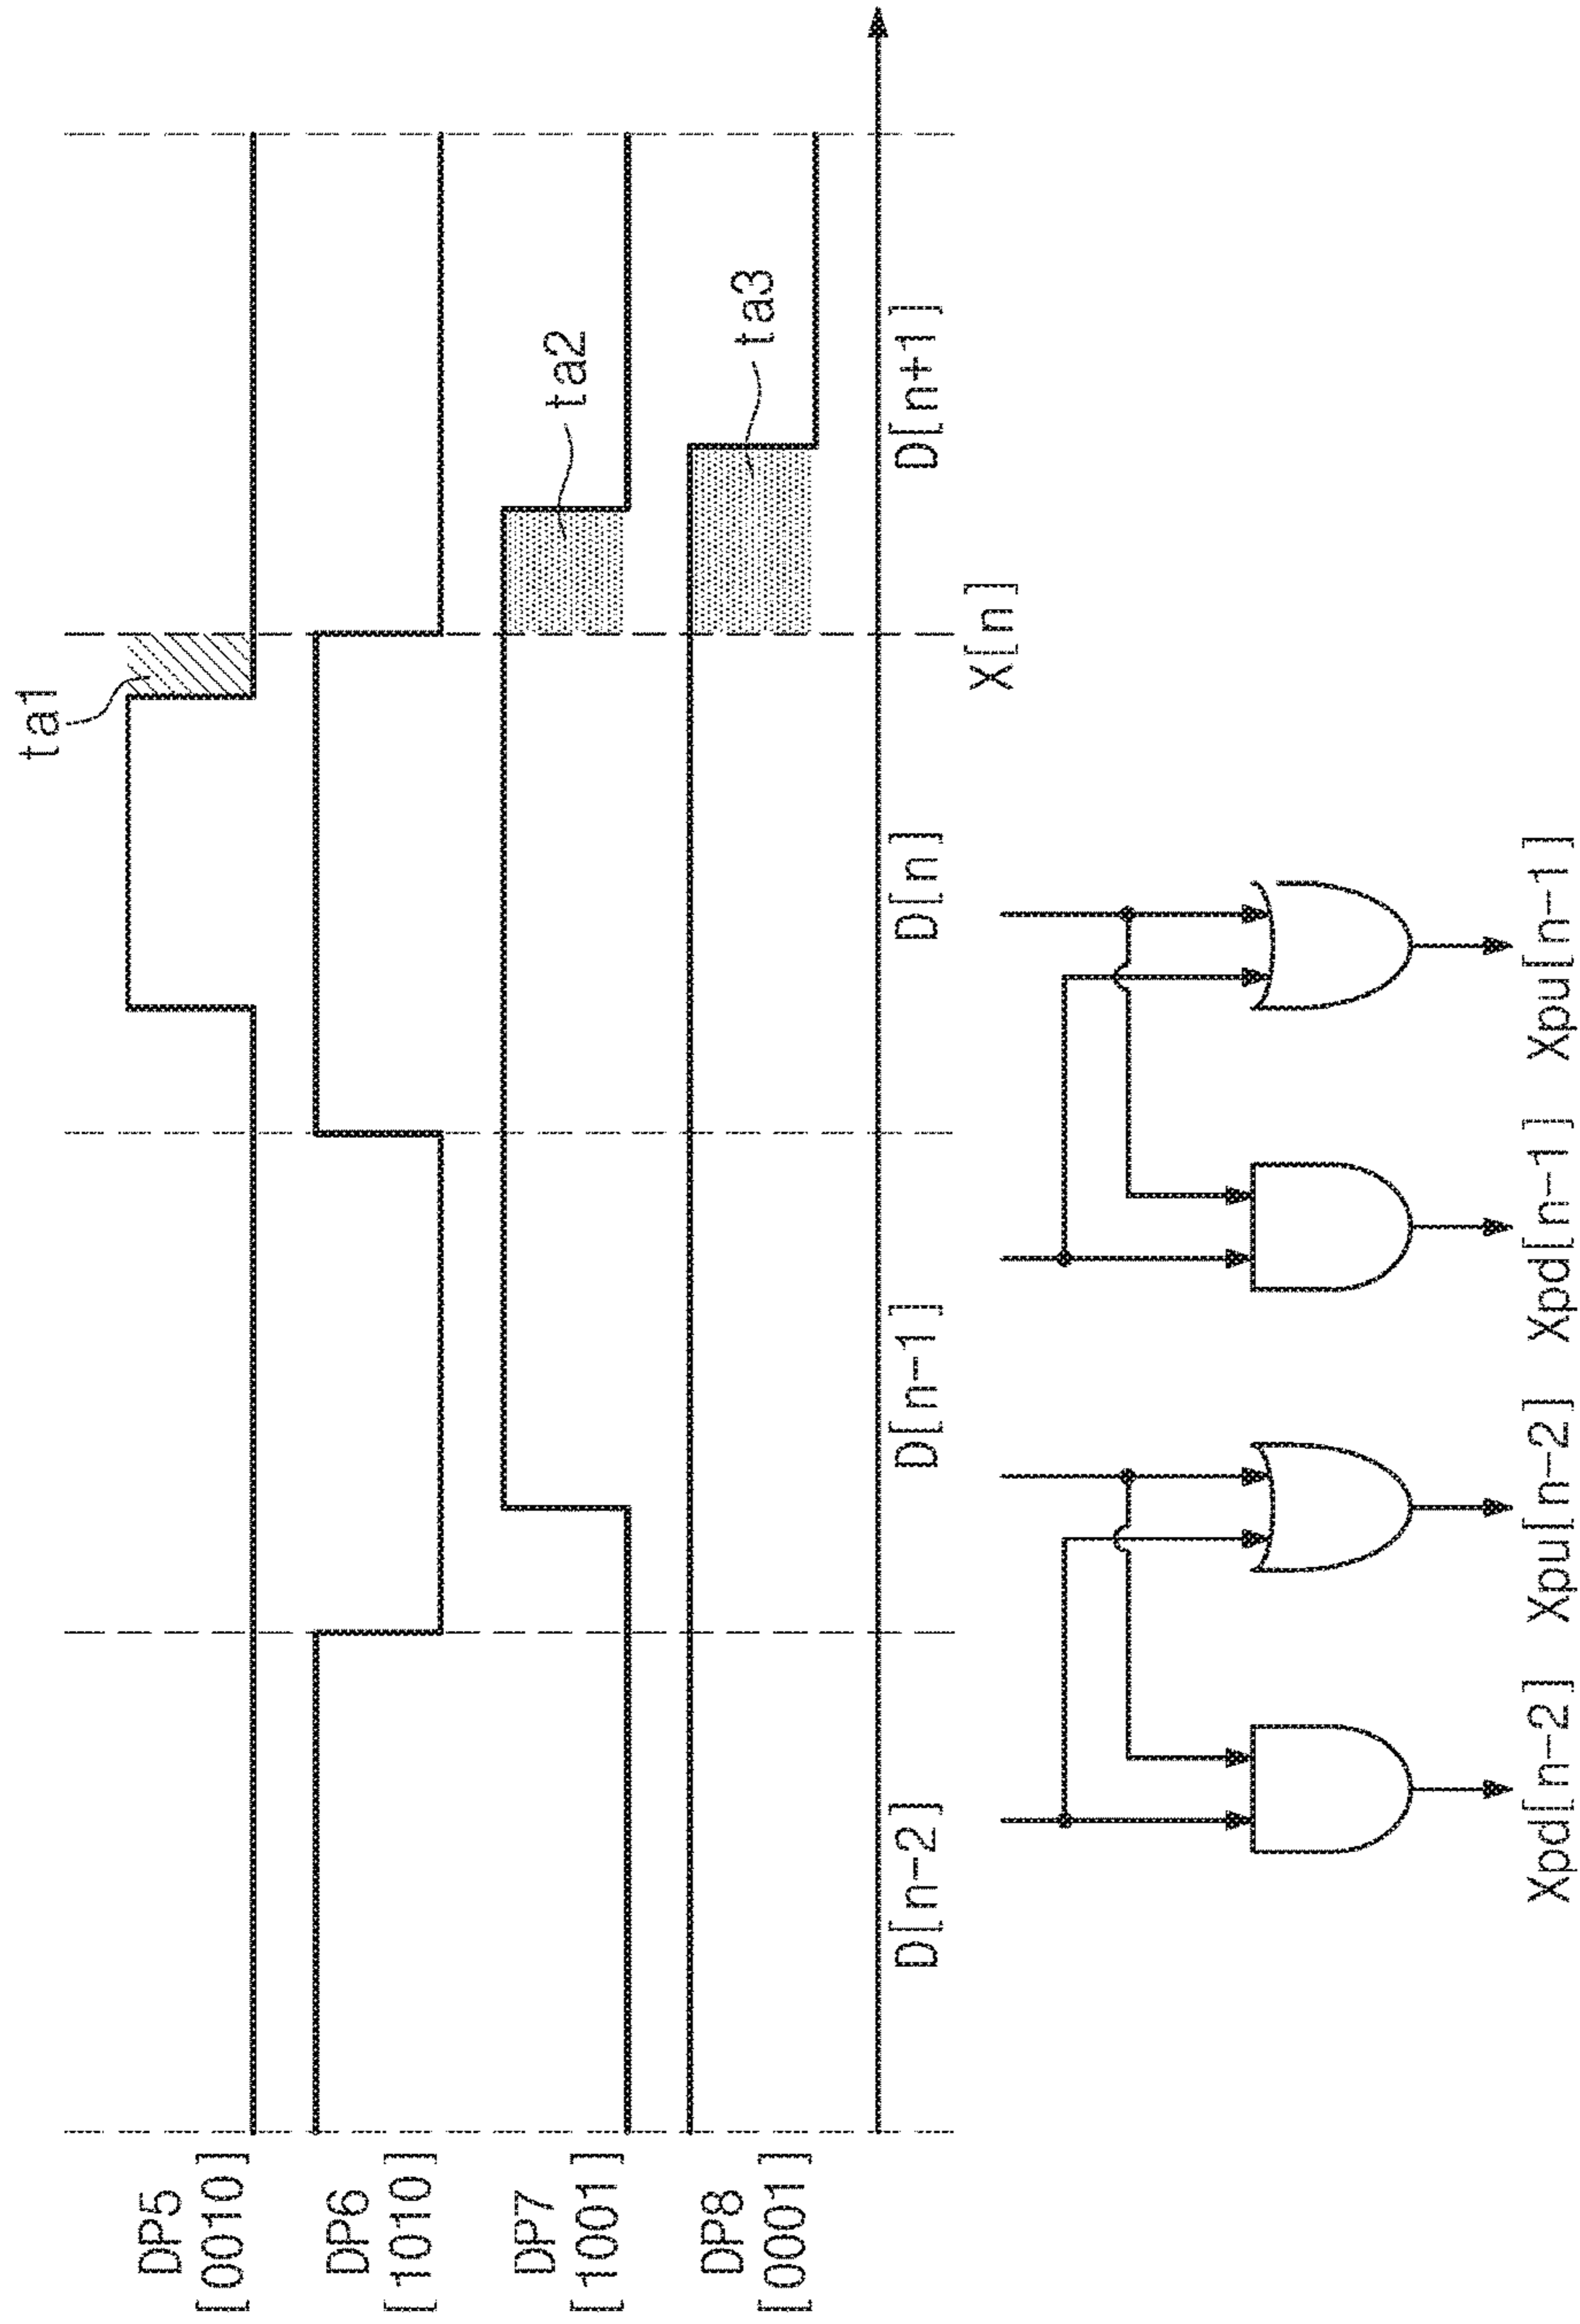 ta1
DP5
[0010]
DP6
[1010]
ta2
DP7
[1001]
ta3
DP8
[0001]
D[n-2]
D[n-1]
D[n]
D[n+1]
X[n]
Xpd[n-2]
Xpu[n-2]
Xpd[n-1]
Xpu[n-1]